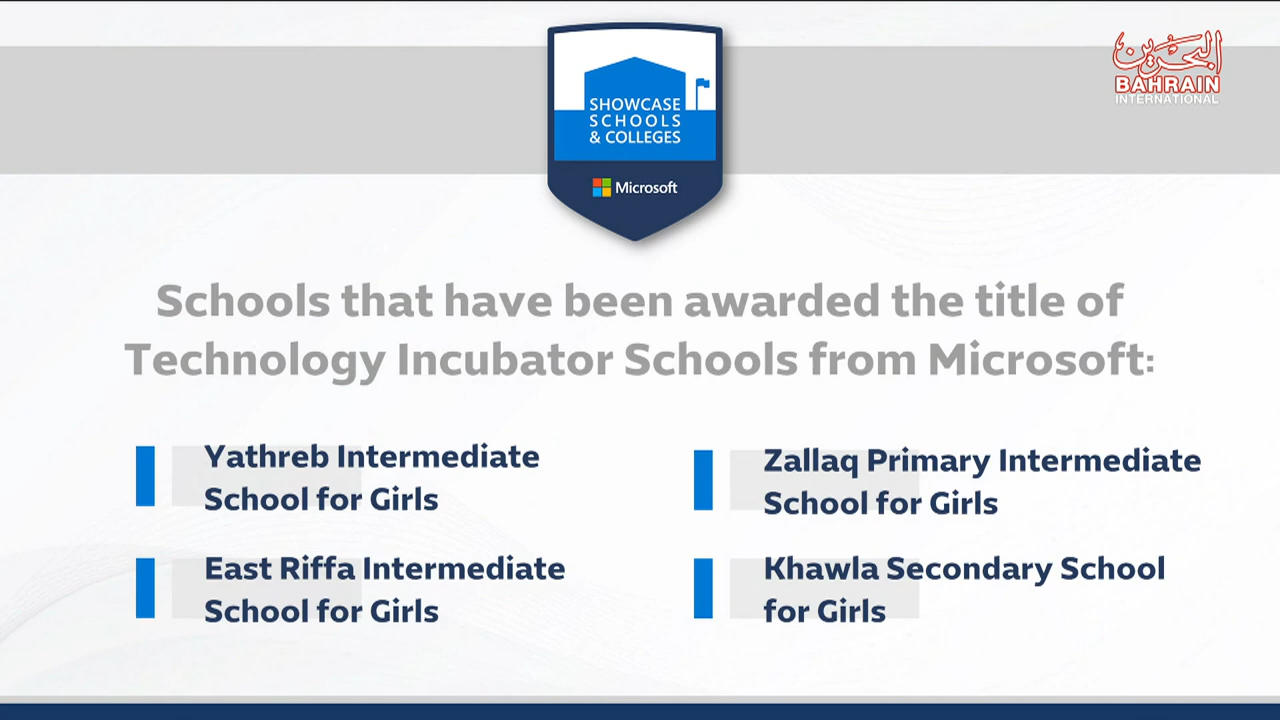 البحرين
BAHRAIN
INTERNATIONAL
SHOWCASE
SCHOOLS
& COLLEGES
Microsoft
Schools that have been awarded the title of
Technology Incubator Schools from Microsoft:
Yathreb Intermediate
School for Girls
Zallaq Primary Intermediate
School for Girls
East Riffa Intermediate
School for Girls
Khawla Secondary School
for Girls